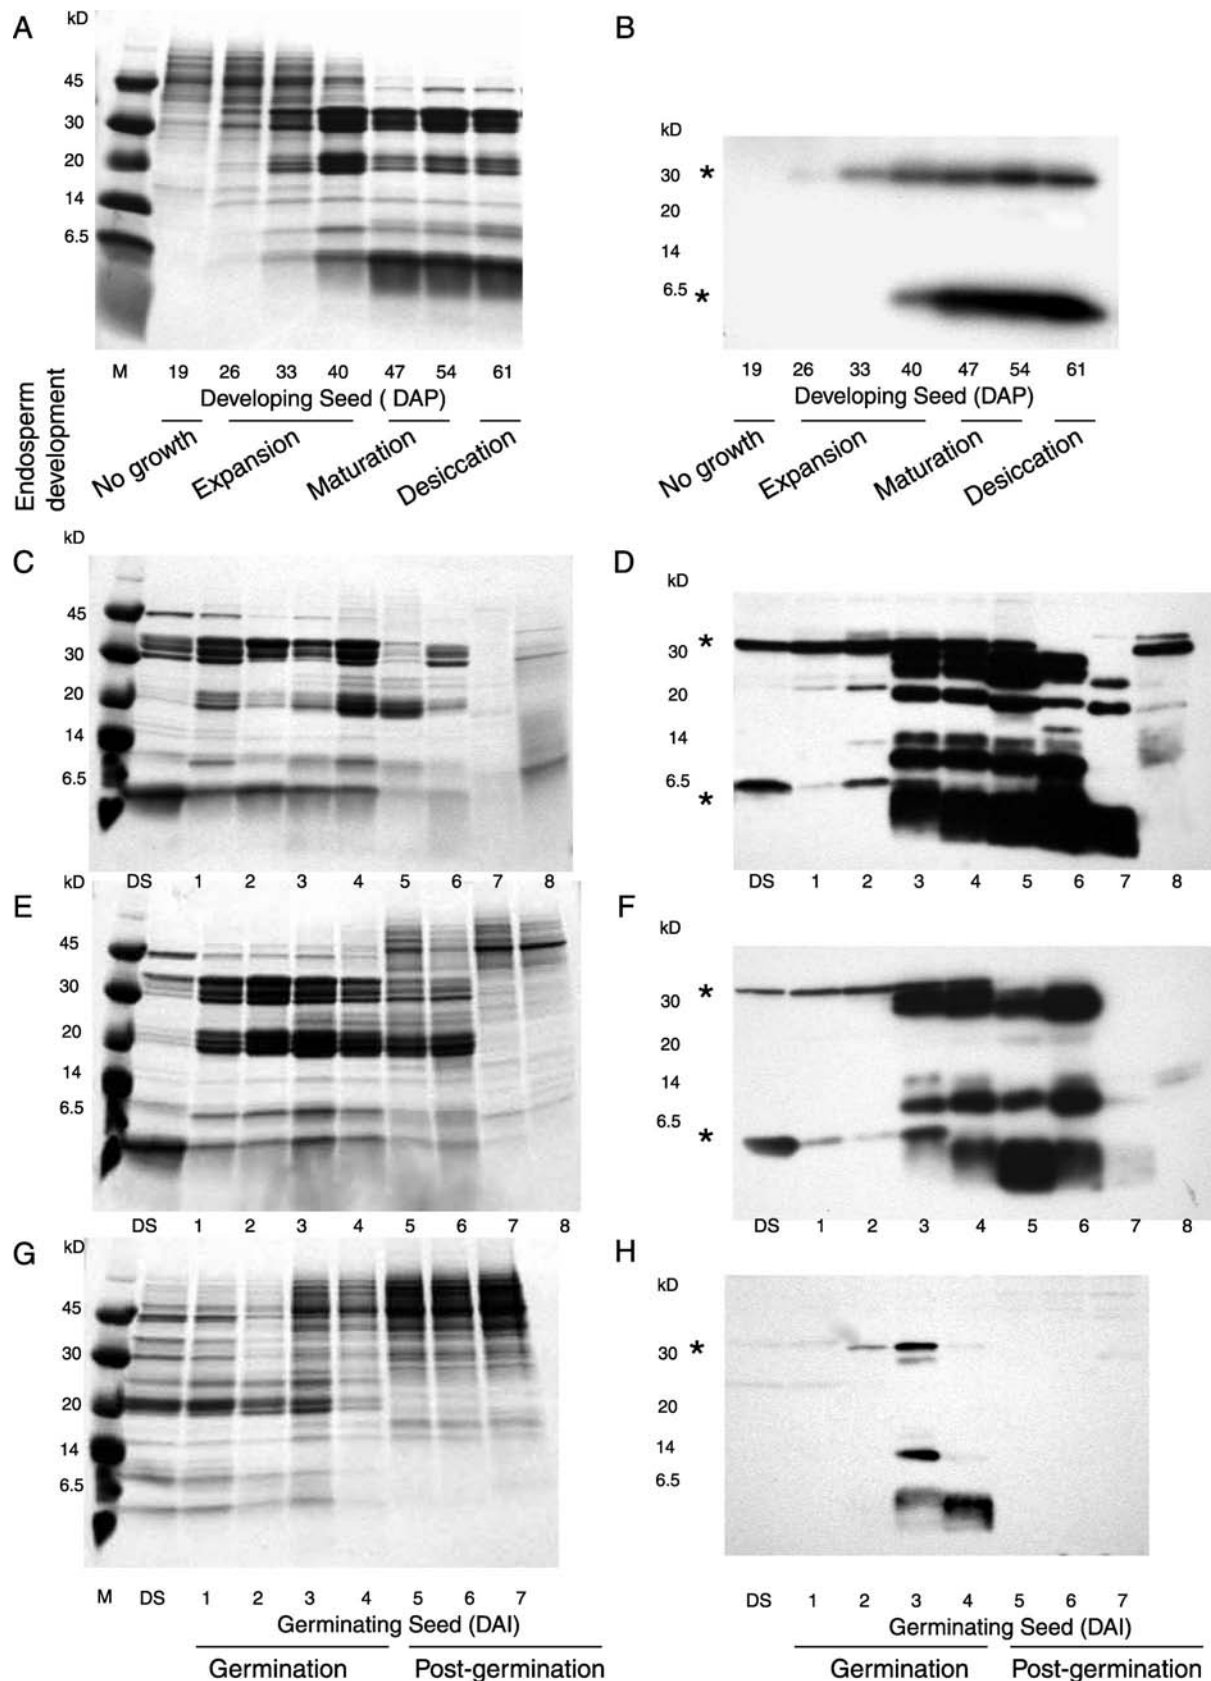 A
kD
45
30
20
14
6.5
M 19 26 33 40 47 54 61
Developing Seed ( DAP)
Endosperm
development
No growth
Expansion
Maturation
Desiccation
B
kD
30 *
20
14
6.5 *
19 26 33 40 47 54 61
Developing Seed (DAP)
No growth
Expansion
Maturation
Desiccation
C
kD
45
30
20
14
6.5
DS 1 2 3 4 5 6 7 8
D
kD
*
30
20
14
6.5
*
DS 1 2 3 4 5 6 7 8
E
kD
45
30
20
14
6.5
DS 1 2 3 4 5 6 7 8
F
kD
*
30
20
14
6.5
*
DS 1 2 3 4 5 6 7 8
G
kD
45
30
20
14
6.5
M DS 1 2 3 4 5 6 7
Germinating Seed (DAI)
Germination Post-germination
H
kD
30 *
20
14
6.5
DS 1 2 3 4 5 6 7
Germinating Seed (DAI)
Germination Post-germination